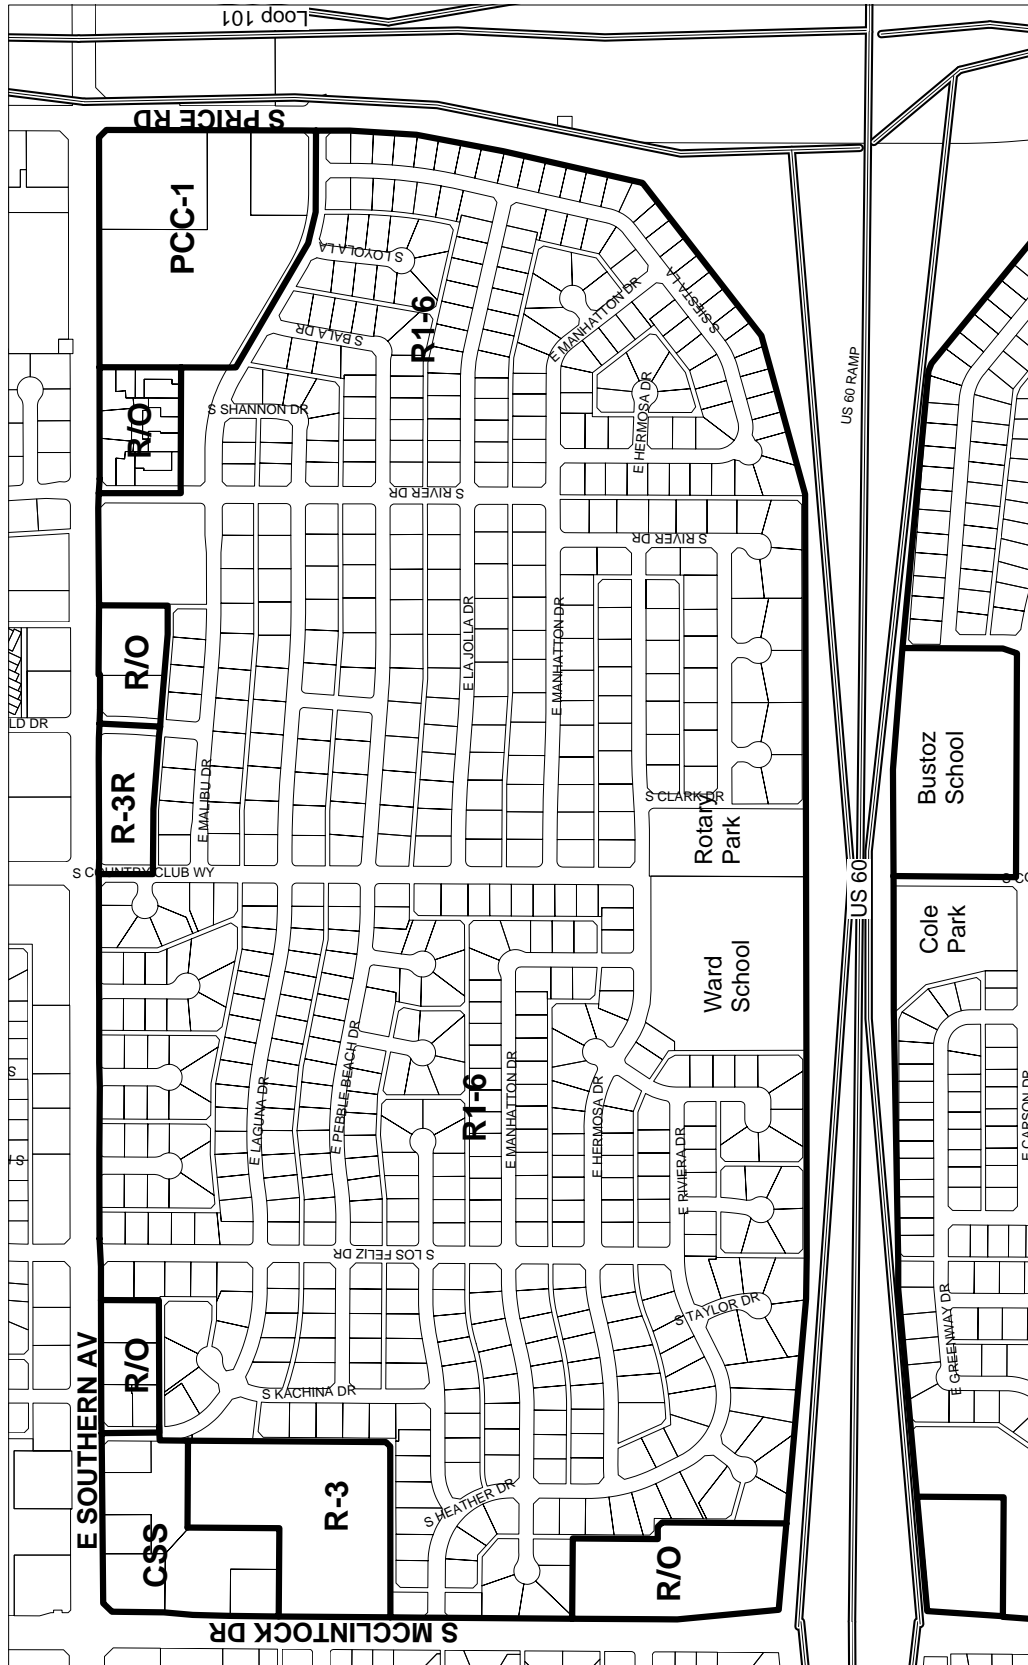 Loop 101
S PRICE RD
PCC-1
S LOYOLA LA
R1-6
S BALA DR
E MANHATTON DR
S SIESTA LA
US 60 RAMP
R/O
S SHANNON DR
E HERMOSA DR
S RIVER DR
S RIVER DR
E LA JOLLA DR
E MANHATTON DR
R/O
LD DR
R-3R
E MALIBU DR
S CLARK DR
Rotary
Park
Bustoz
School
S COUNTRY CLUB WY
US 60
S CO
Cole
Park
Ward
School
E LAGUNA DR
E PEBBLE BEACH DR
R1-6
E MANHATTON DR
E HERMOSA DR
E RIVIERA DR
E CARSON DR
S
S LOS FELIZ DR
S TAYLOR DR
E GREENWAY DR
R/O
S KACHINA DR
E SOUTHERN AV
CSS
R-3
S HEATHER DR
R/O
S MCCLINTOCK DR